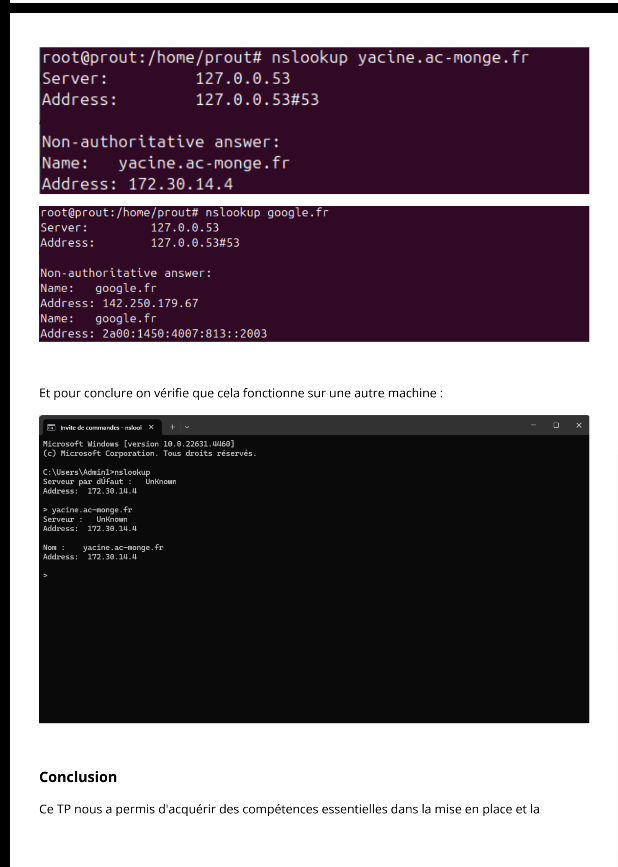 root@prout:/home/prout# nslookup yacine.ac-monge.fr
Server: 127.0.0.53
Address: 127.0.0.53#53
Non-authoritative answer:
Name: yacine.ac-monge.fr
Address: 172.30.14.4
root@prout:/home/prout# nslookup google.fr
Server: 127.0.0.53
Address: 127.0.0.53#53
Non-authoritative answer:
Name: google.fr
Address: 142.250.179.67
Name: google.fr
Address: 2a00:1450:4007:813::2003
Et pour conclure on vérifie que cela fonctionne sur une autre machine :
Invite de commandes - nslool
Microsoft Windows [version 10.0.22631.4460]
(c) Microsoft Corporation. Tous droits réservés.
C:\Users\Admin1>nslookup
Serveur par dÚfaut : UnKnown
Address: 172.30.14.4
> yacine.ac-monge.fr
Serveur : UnKnown
Address: 172.30.14.4
Nom : yacine.ac-monge.fr
Address: 172.30.14.4
>
Conclusion
Ce TP nous a permis d'acquérir des compétences essentielles dans la mise en place et la